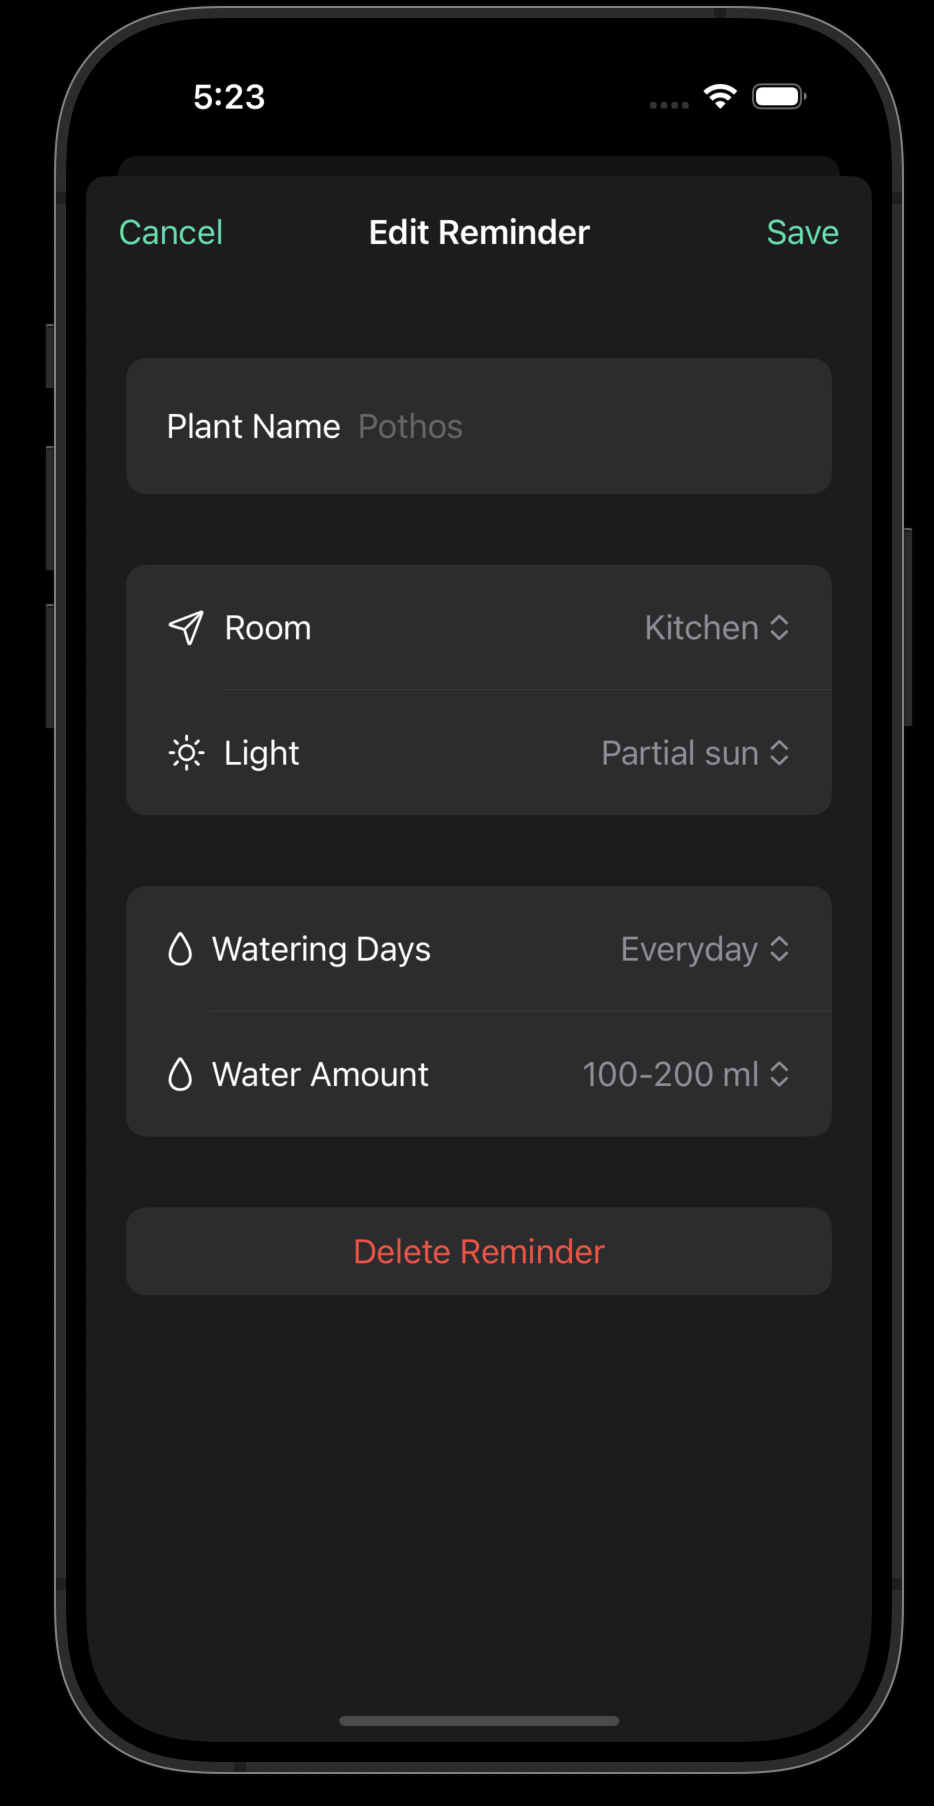 5:23
Cancel Edit Reminder Save
Plant Name Pothos
Room Kitchen
Light Partial sun
Watering Days Everyday
Water Amount 100-200 ml
Delete Reminder